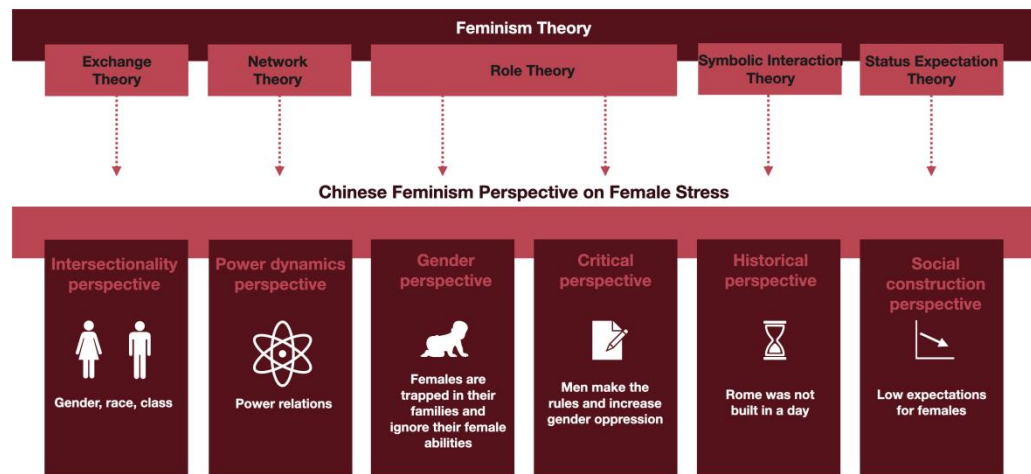 Feminism Theory
Exchange
Theory
Network
Theory
Role Theory
Symbolic Interaction
Theory
Status Expectation
Theory
Chinese Feminism Perspective on Female Stress
Intersectionality
perspective
Gender, race, class
Power dynamics
perspective
Power relations
Gender
perspective
Females are
trapped in their
families and
ignore their female
abilities
Critical
perspective
Men make the
rules and increase
gender oppression
Historical
perspective
Rome was not
built in a day
Social
construction
perspective
Low expectations
for females